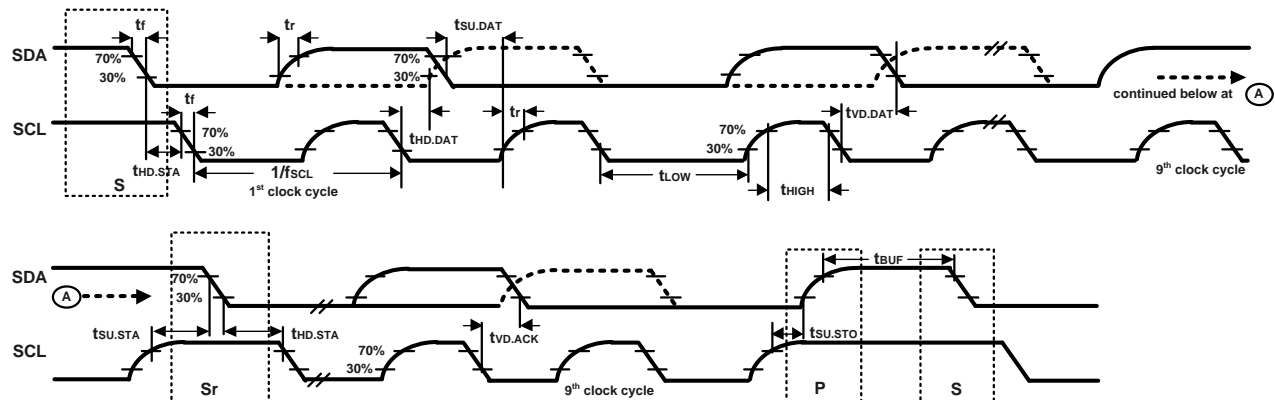 tf
tr
tSU.DAT
SDA
70%
30%
70%
30%
continued below at A
tf
tHD.DAT
tr
tVD.DAT
SCL
70%
30%
70%
30%
tHD.STA
1/fSCL
1st clock cycle
tLOW
tHIGH
9th clock cycle
S
tBUF
SDA
70%
30%
A
tSU.STA
tHD.STA
tVD.ACK
tSU.STO
SCL
70%
30%
9th clock cycle
Sr
P
S